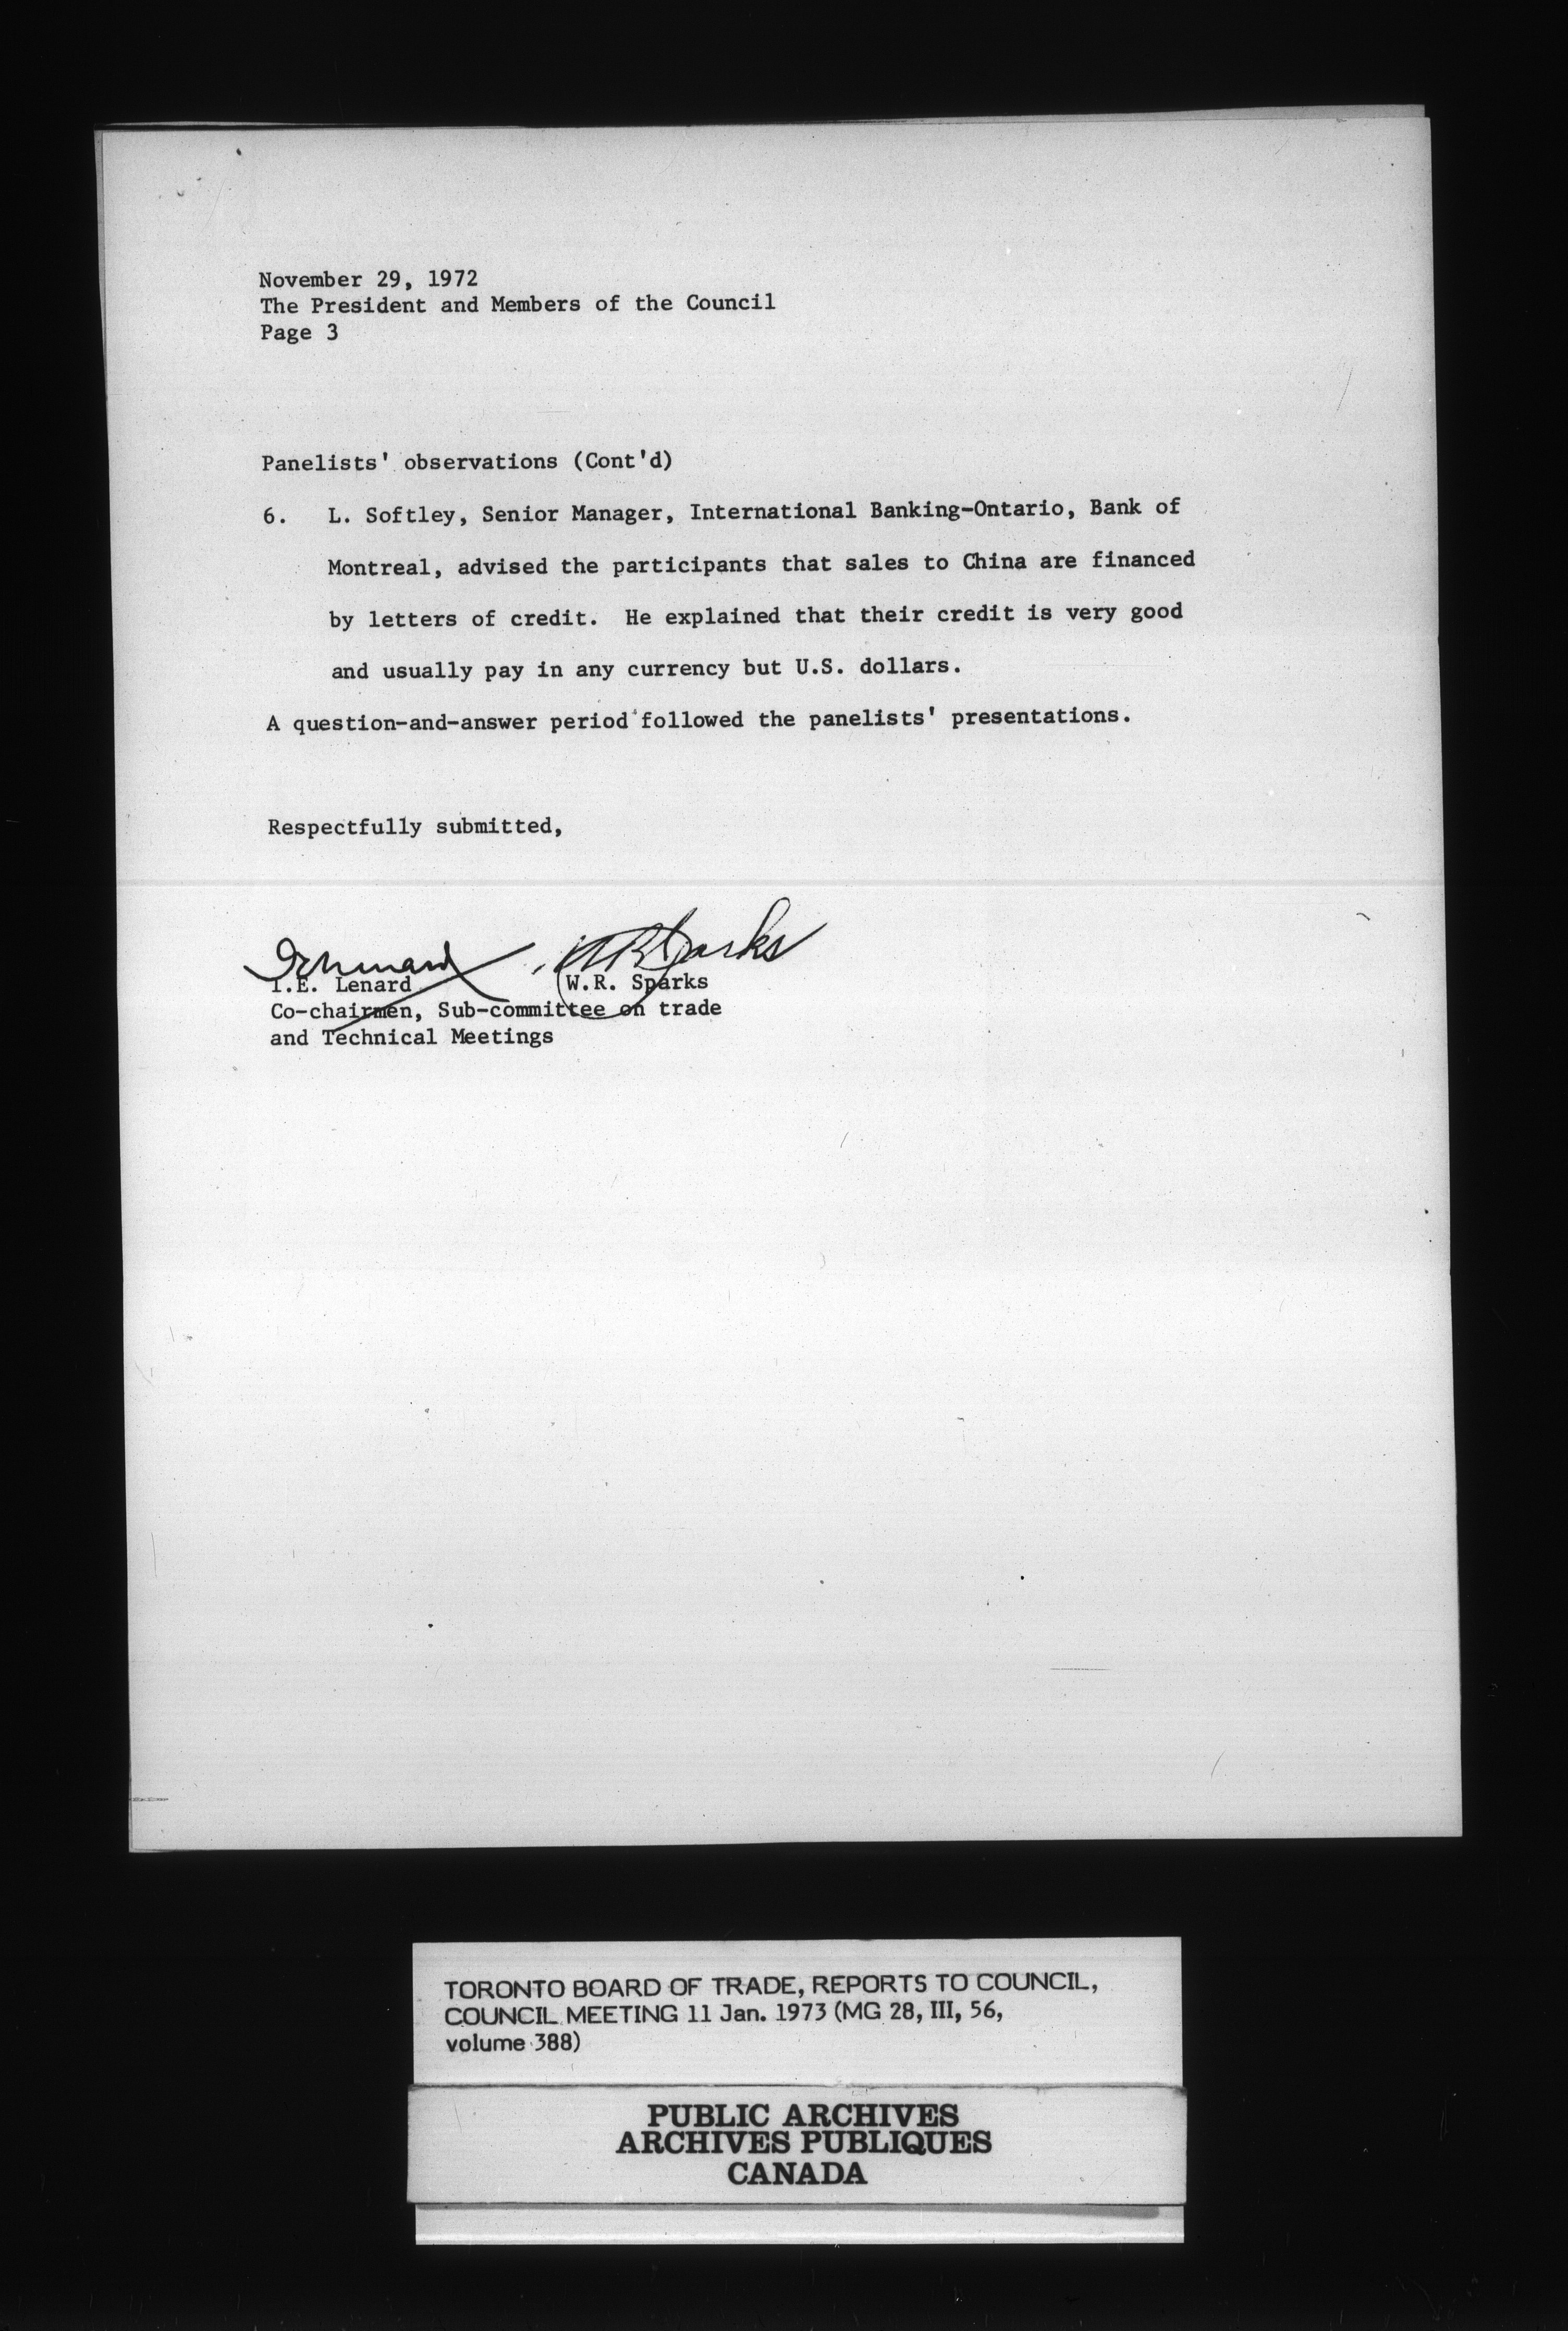 November 29, 1972
The President and Members of the Council
Page 3
Panelists' observations (Cont'd)
6. L. Softley, Senior Manager, International Banking-Ontario, Bank of
Montreal, advised the participants that sales to China are financed
by letters of credit. He explained that their credit is very good
and usually pay in any currency but U.S. dollars.
A question-and-answer period followed the panelists' presentations.
Respectfully submitted,
IELenard WRSparks
I.E. Lenard W.R. Sparks
Co-chairmen, Sub-committee on trade
and Technical Meetings
TORONTO BOARD OF TRADE, REPORTS TO COUNCIL,
COUNCIL MEETING 11 Jan. 1973 (MG 28, III, 56,
volume 388)
PUBLIC ARCHIVES
ARCHIVES PUBLIQUES
CANADA